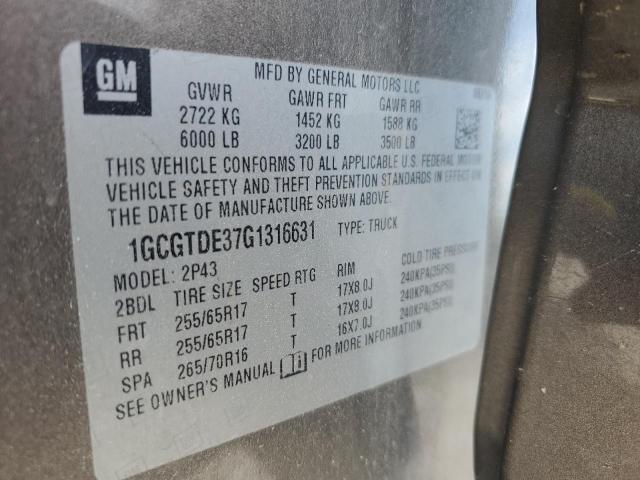 GM
MFD BY GENERAL MOTORS LLC
GVWR GAWR FRT GAWR RR
2722 KG 1452 KG 1588 KG
6000 LB 3200 LB 3500 LB
THIS VEHICLE CONFORMS TO ALL APPLICABLE U.S. FEDERAL MOTOR
VEHICLE SAFETY AND THEFT PREVENTION STANDARDS IN EFFECT ON
THE DATE OF MANUFACTURE SHOWN ABOVE.
1GCGTDE37G1316631 TYPE: TRUCK
MODEL: 2P43
2BDL TIRE SIZE SPEED RTG RIM COLD TIRE PRESSURE
FRT 255/65R17 T 17X8.0J 240KPA(35PSI)
RR 255/65R17 T 17X8.0J 240KPA(35PSI)
SPA 265/70R16 T 16X7.0J 240KPA(35PSI)
SEE OWNER'S MANUAL FOR MORE INFORMATION